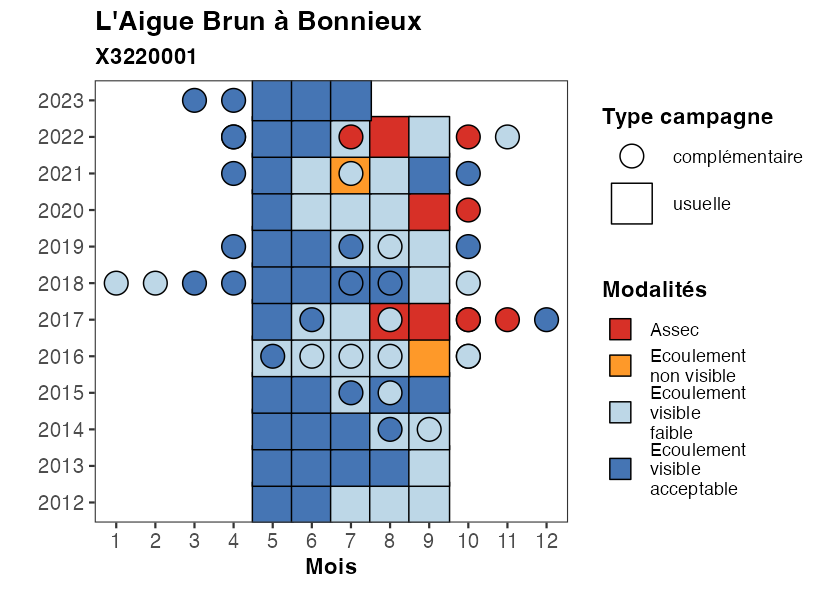 L'Aigue Brun à Bonnieux
X3220001
2023
2022
2021
2020
2019
2018
2017
2016
2015
2014
2013
2012
1 2 3 4 5 6 7 8 9 10 11 12
Mois
Type campagne
complémentaire
usuelle
Modalités
Assec
Ecoulement
non visible
Ecoulement
visible
faible
Ecoulement
visible
acceptable